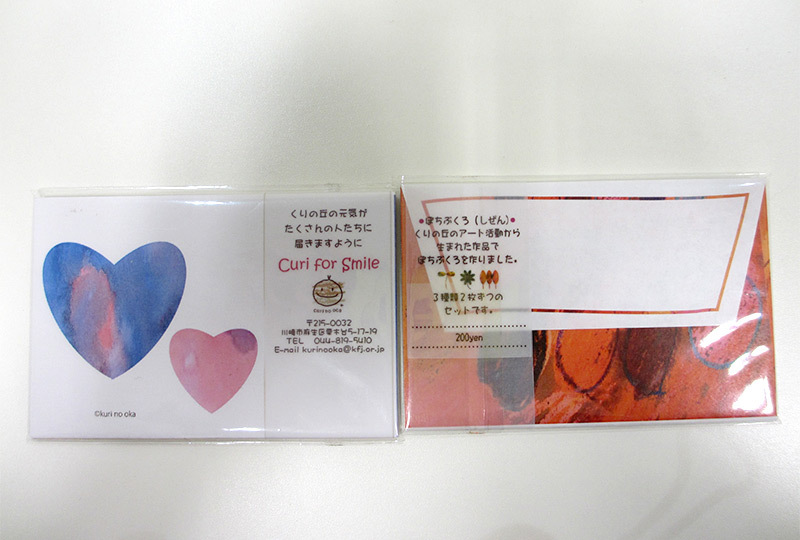 くりの丘の元気が
たくさんの人たちに
届きますように
Curi for Smile
KURI NO OKA
〒215-0032
川崎市麻生区栗木台5-17-19
TEL 044-819-5410
E-mail kurinooka@kfj.or.jp
©kuri no oka
●ぽちぶくろ（しぜん）●
くりの丘のアート活動から
生まれた作品で
ぽちぶくろを作りました。
3種類2枚ずつの
セットです。
200yen